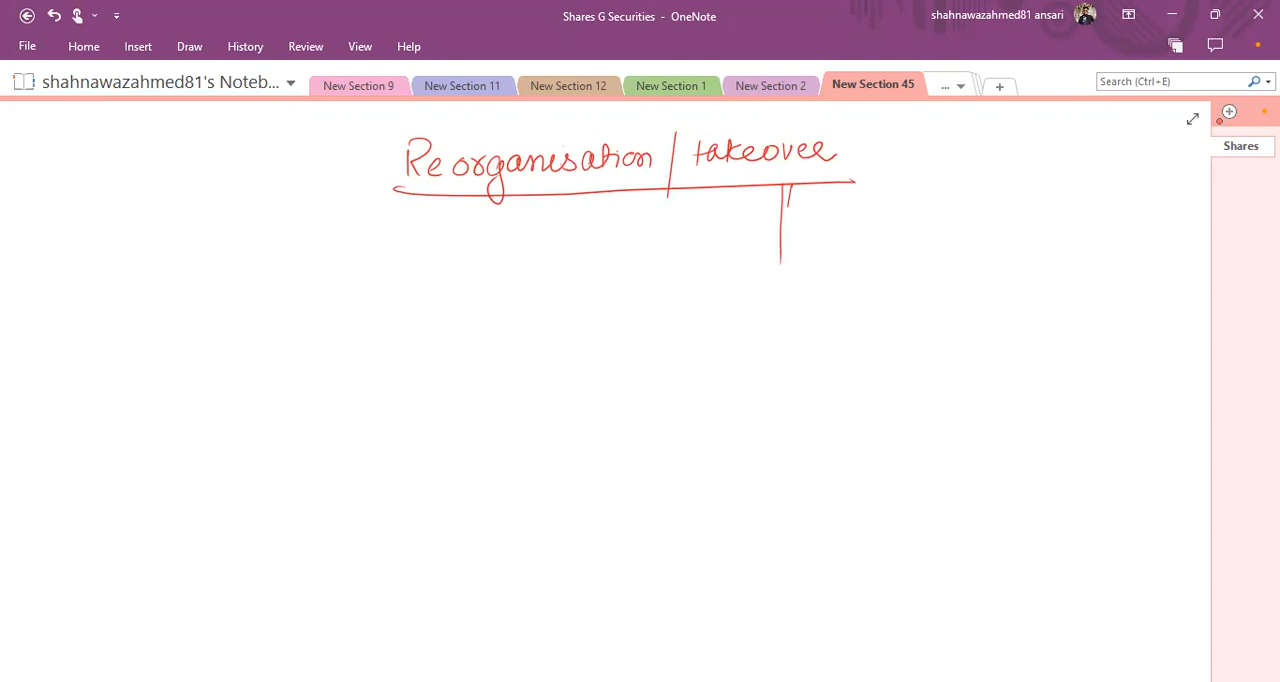 Shares G Securities - OneNote
shahnawazahmed81 ansari
File Home Insert Draw History Review View Help
shahnawazahmed81's Noteb... New Section 9 New Section 11 New Section 12 New Section 1 New Section 2 New Section 45 ... + Search (Ctrl+E)
Shares
Reorganisation / takeover